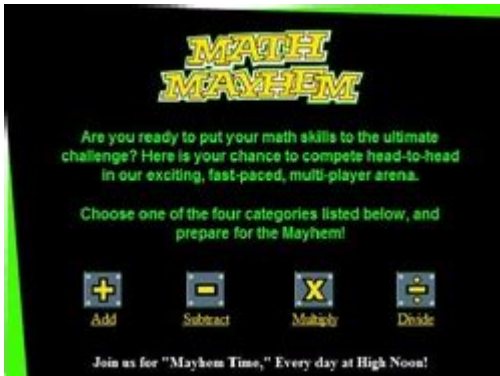 MATH
MAYHEM
Are you ready to put your math skills to the ultimate
challenge? Here is your chance to compete head-to-head
in our exciting, fast-paced, multi-player arena.
Choose one of the four categories listed below, and
prepare for the Mayhem!
+ - X ÷
Add Subtract Multiply Divide
Join us for "Mayhem Time," Every day at High Noon!